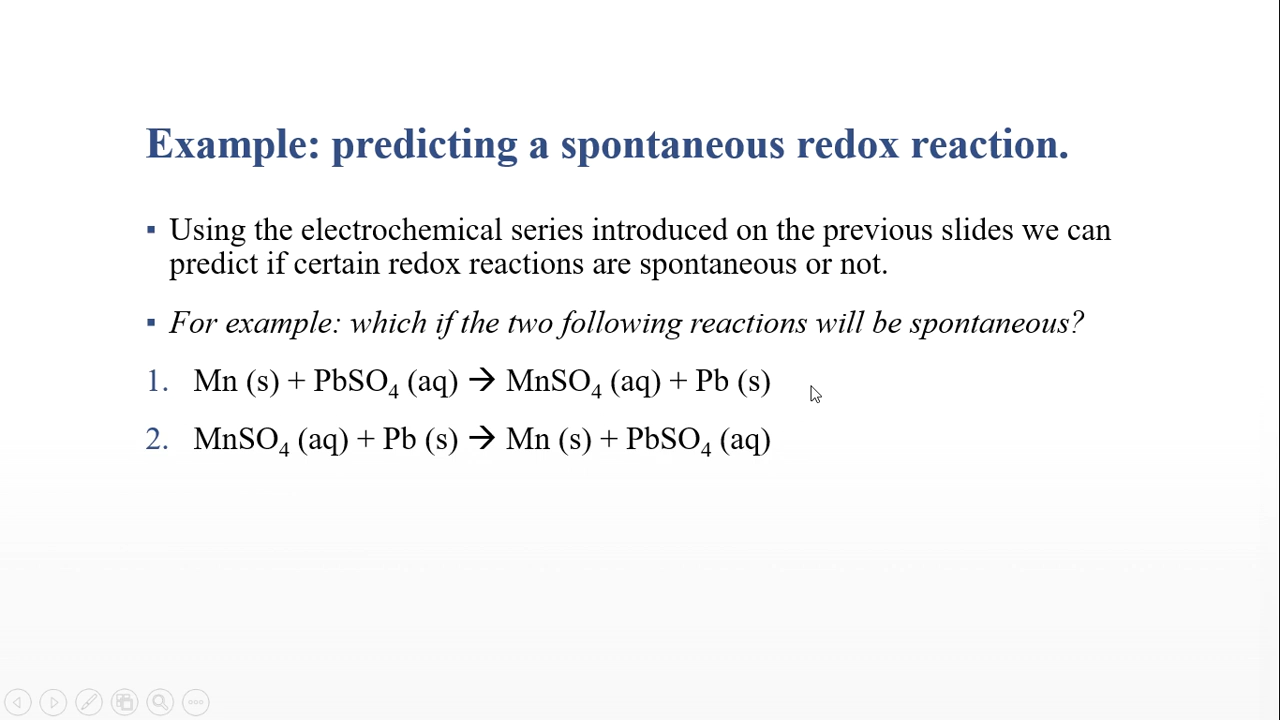 Example: predicting a spontaneous redox reaction.
▪ Using the electrochemical series introduced on the previous slides we can
predict if certain redox reactions are spontaneous or not.
▪ For example: which if the two following reactions will be spontaneous?
1. Mn (s) + PbSO₄ (aq) → MnSO₄ (aq) + Pb (s)
2. MnSO₄ (aq) + Pb (s) → Mn (s) + PbSO₄ (aq)